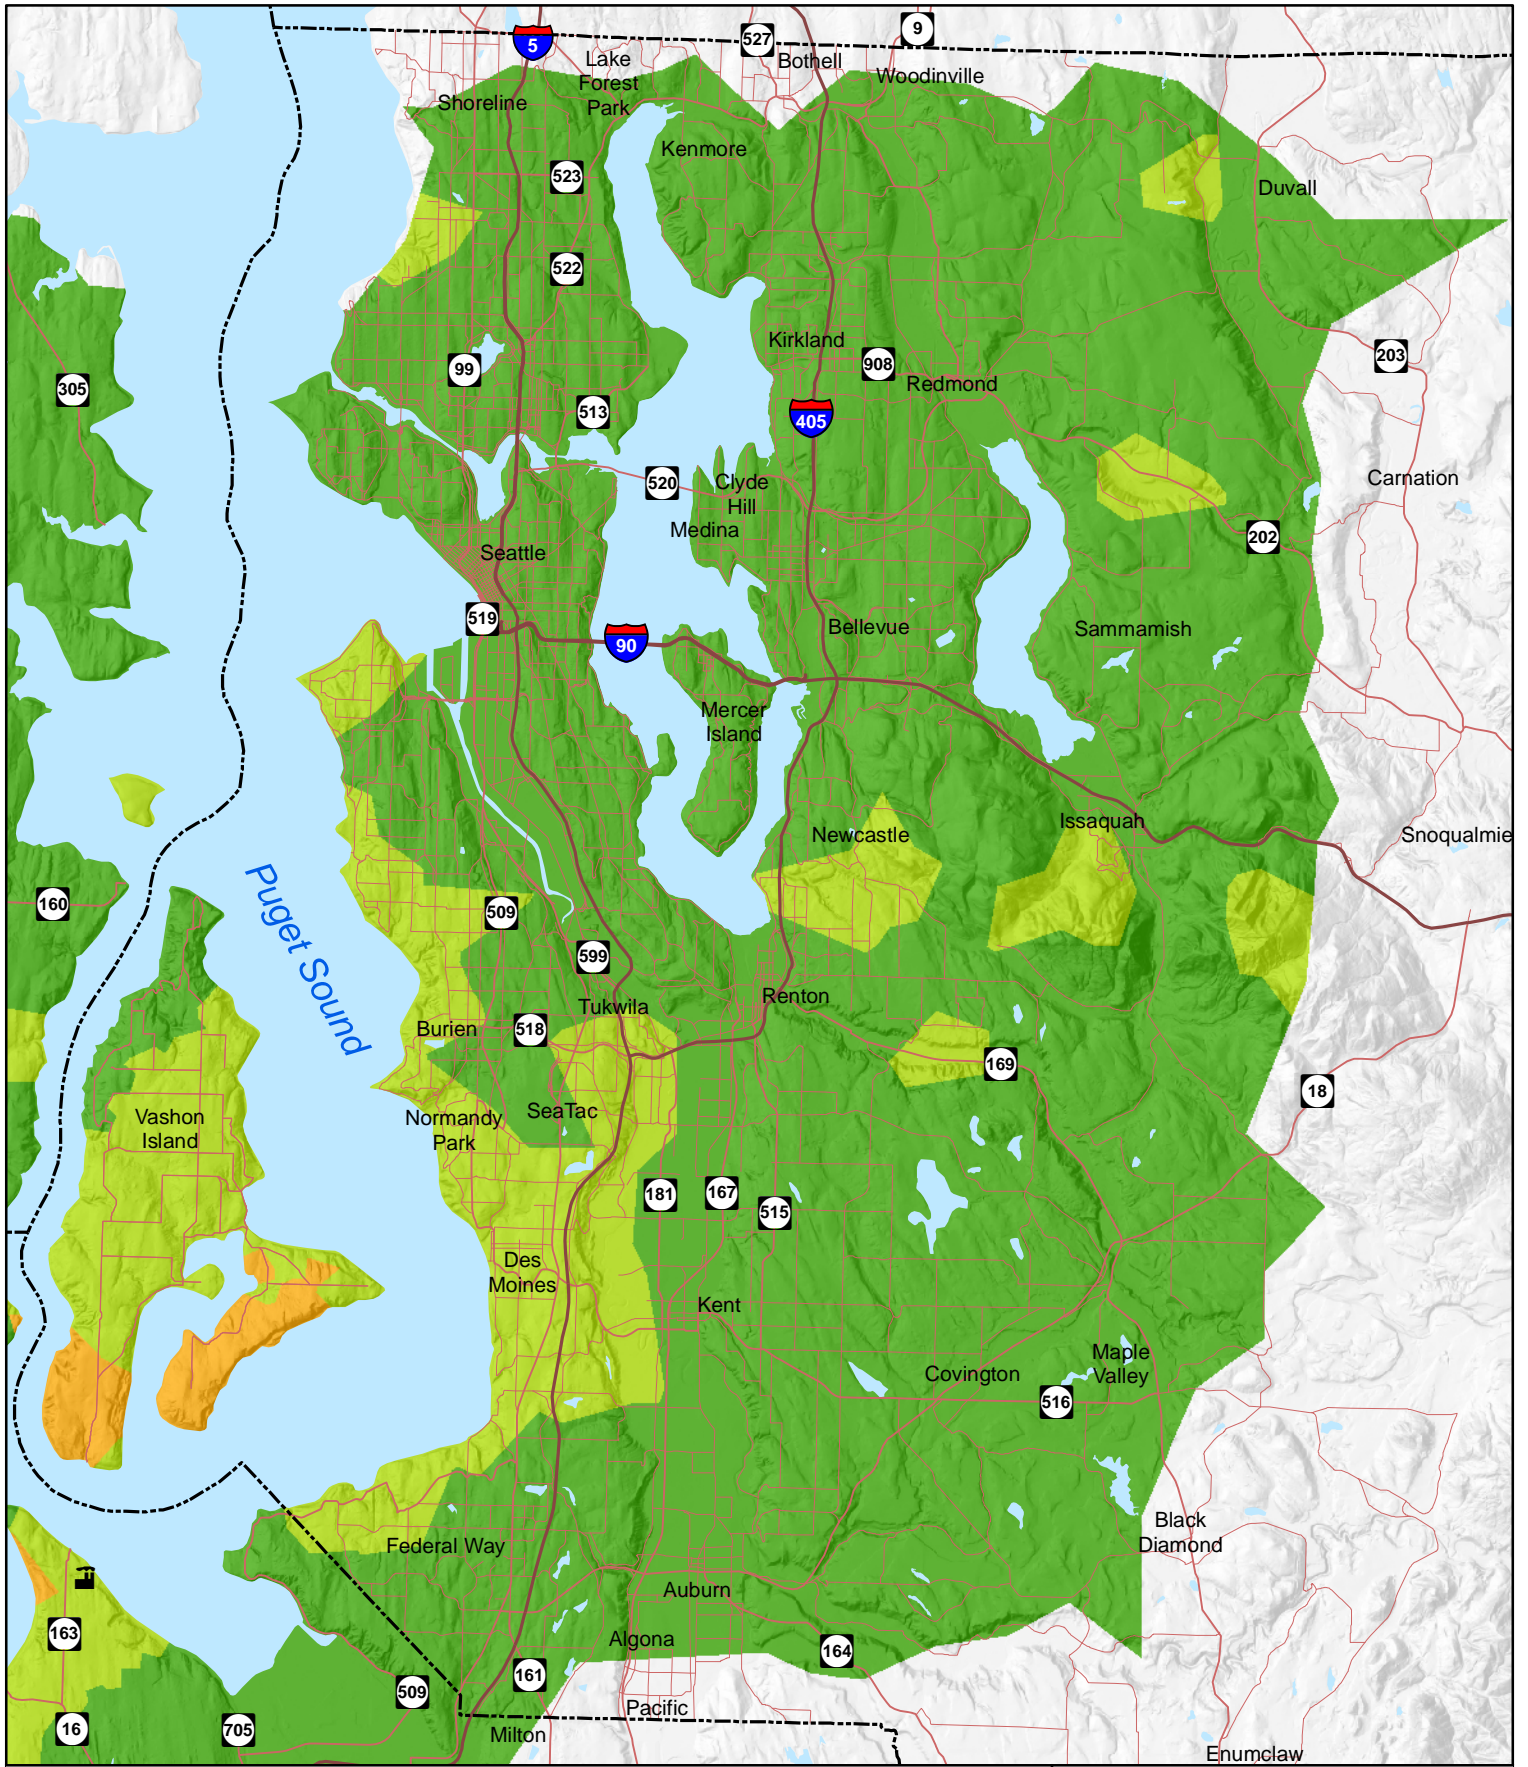 9
527
5
Bothell
Lake
Forest
Park
Woodinville
Shoreline
Kenmore
523
Duvall
522
Kirkland
203
908
99
Redmond
305
513
405
Carnation
520
Clyde
Hill
Medina
202
Seattle
519
Bellevue
Sammamish
90
Mercer
Island
Issaquah
Newcastle
Snoqualmie
Puget Sound
160
509
599
Renton
Tukwila
Burien
518
169
18
SeaTac
Vashon
Island
Normandy
Park
181
167
515
Des
Moines
Kent
Maple
Valley
Covington
516
Black
Diamond
Federal Way
Auburn
163
Algona
164
161
509
Pacific
16
705
Milton
Enumclaw